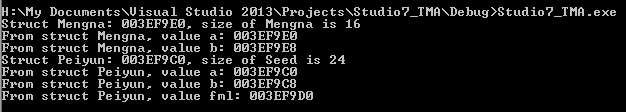 H:\My Documents\Visual Studio 2013\Projects\Studio7_TMA\Debug>Studio7_TMA.exe
Struct Mengna: 003EF9E0, size of Mengna is 16
From struct Mengna, value a: 003EF9E0
From struct Mengna, value b: 003EF9E8
Struct Peiyun: 003EF9C0, size of Seed is 24
From struct Peiyun, value a: 003EF9C0
From struct Peiyun, value b: 003EF9C8
From struct Peiyun, value fml: 003EF9D0